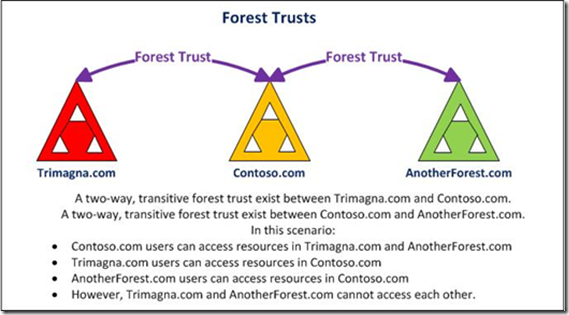 Forest Trusts
Forest Trust Forest Trust
Trimagna.com Contoso.com AnotherForest.com
A two-way, transitive forest trust exist between Trimagna.com and Contoso.com.
A two-way, transitive forest trust exist between Contoso.com and AnotherForest.com.
In this scenario:
• Contoso.com users can access resources in Trimagna.com and AnotherForest.com
• Trimagna.com users can access resources in Contoso.com
• AnotherForest.com users can access resources in Contoso.com
• However, Trimagna.com and AnotherForest.com cannot access each other.